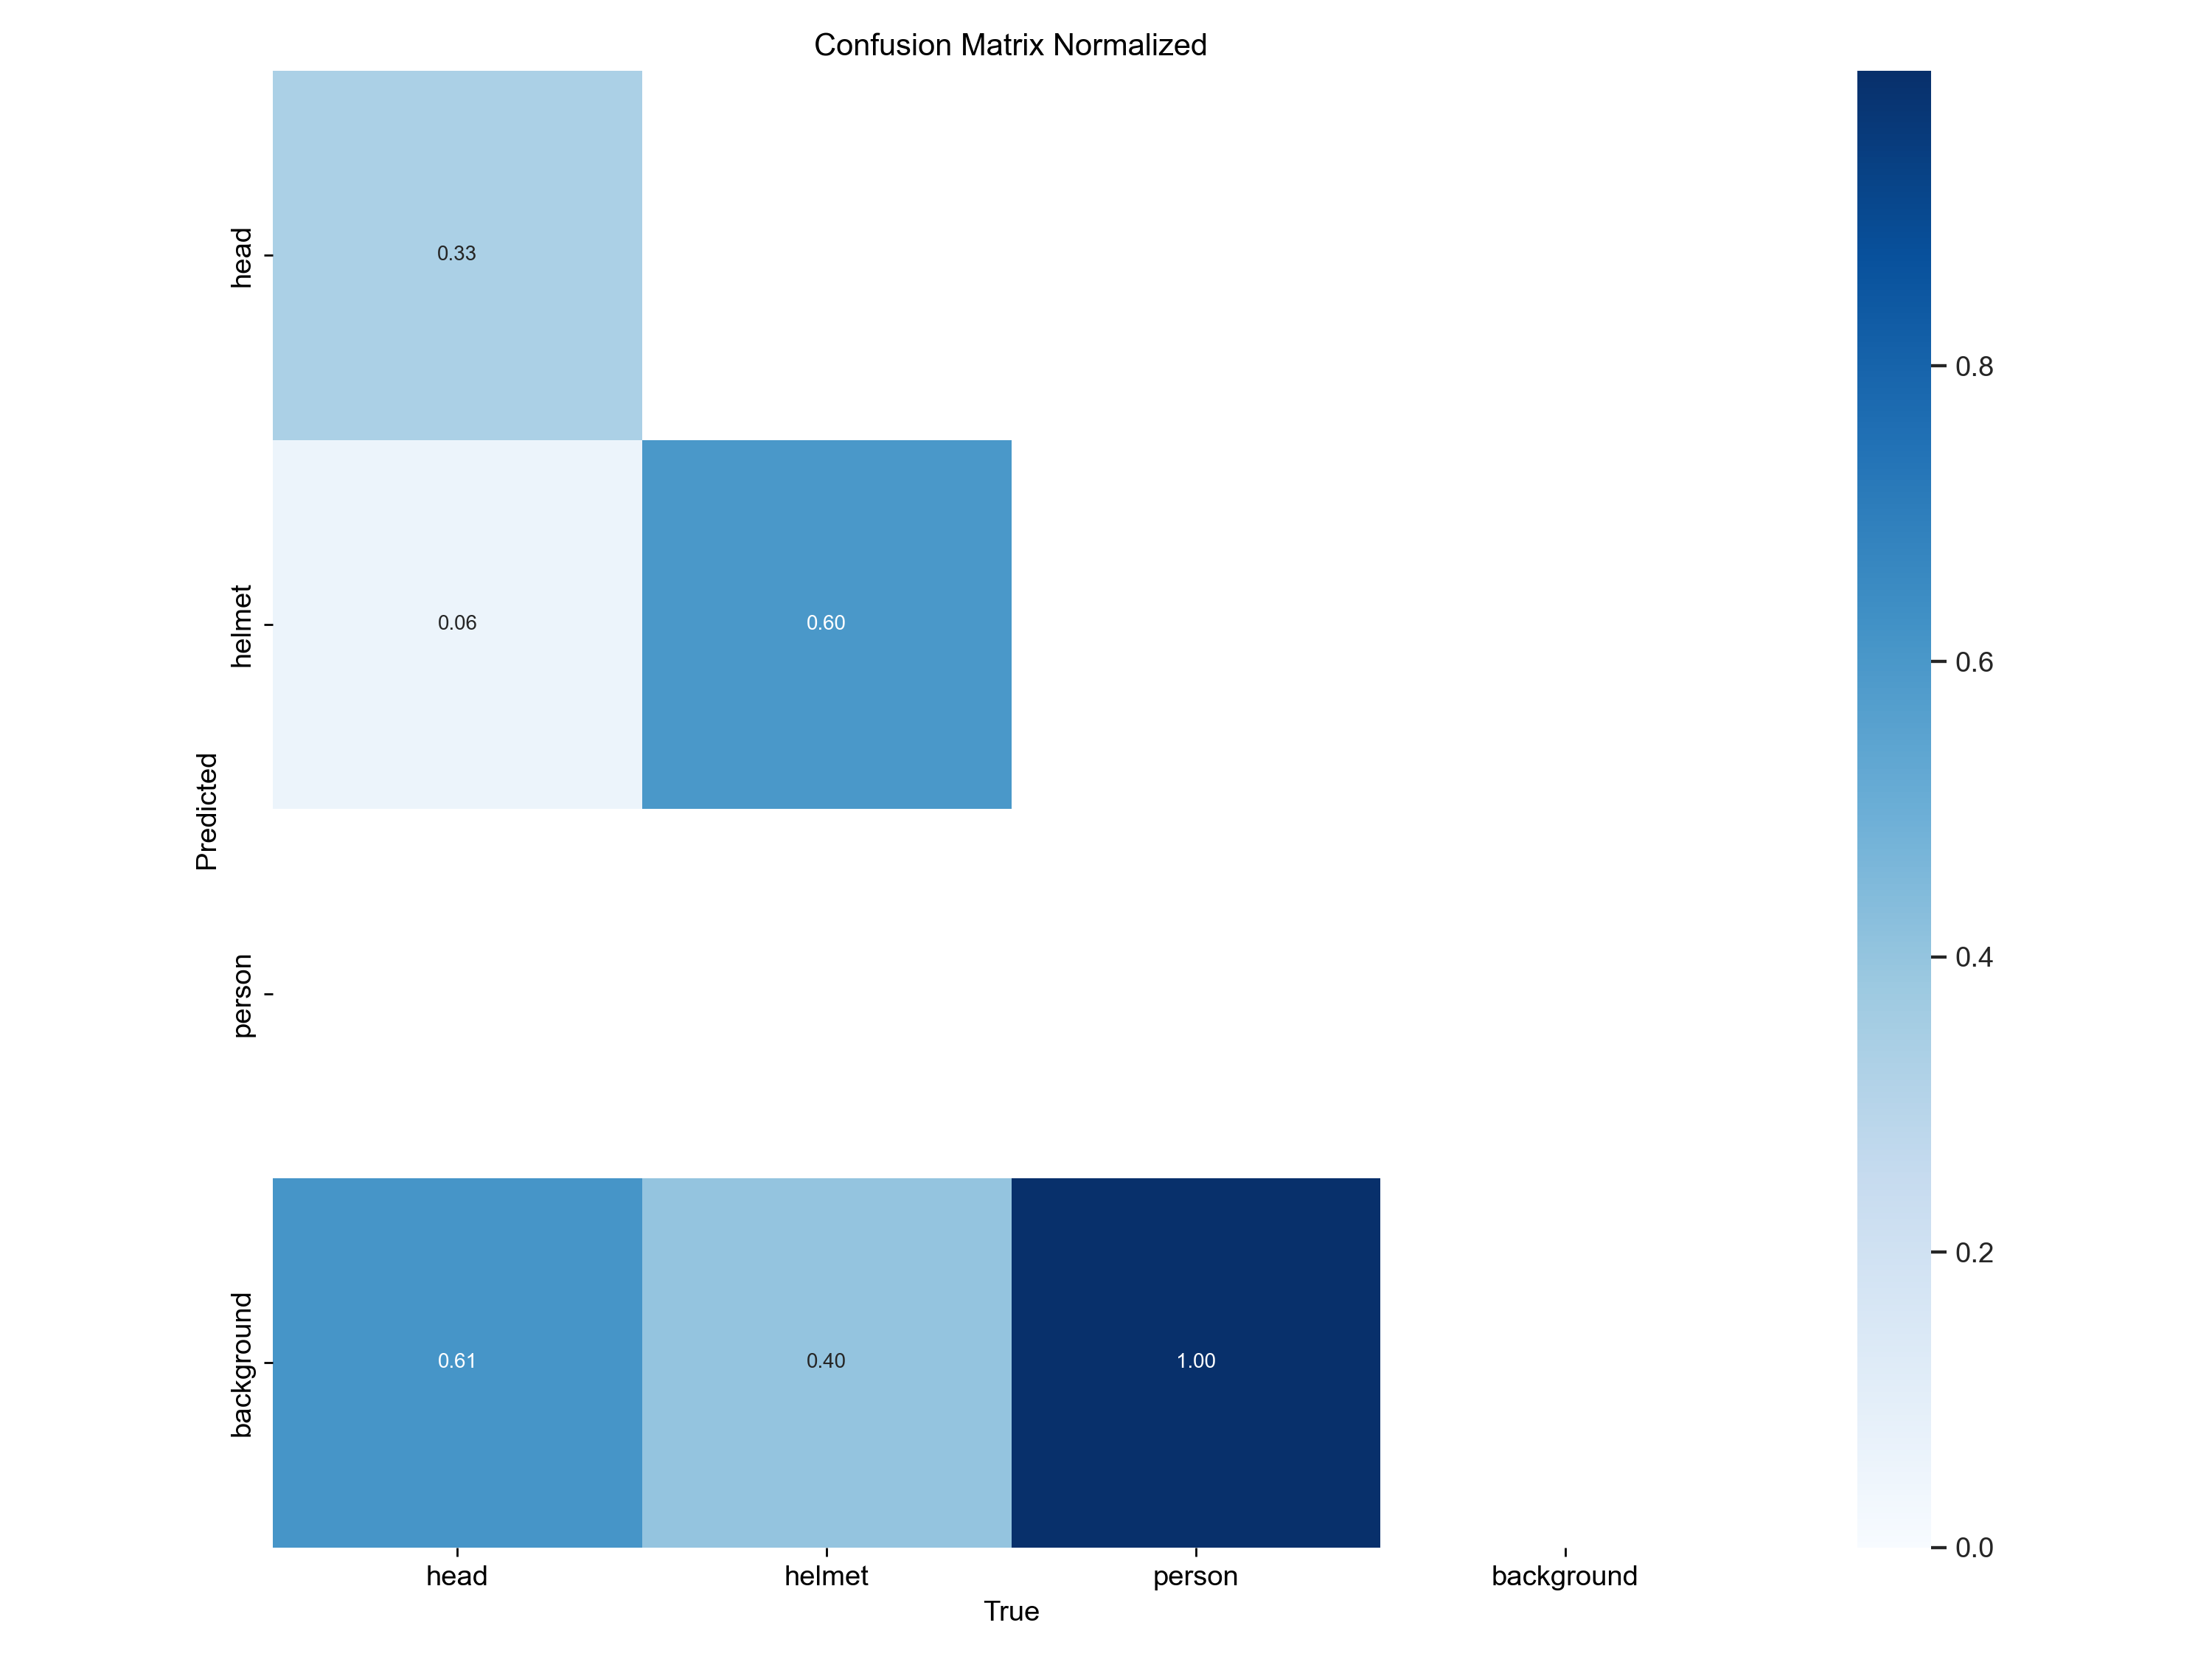 Confusion Matrix Normalized
head
0.33
helmet
0.06
0.60
Predicted
person
background
0.61
0.40
1.00
head
helmet
person
background
True
0.8
0.6
0.4
0.2
0.0